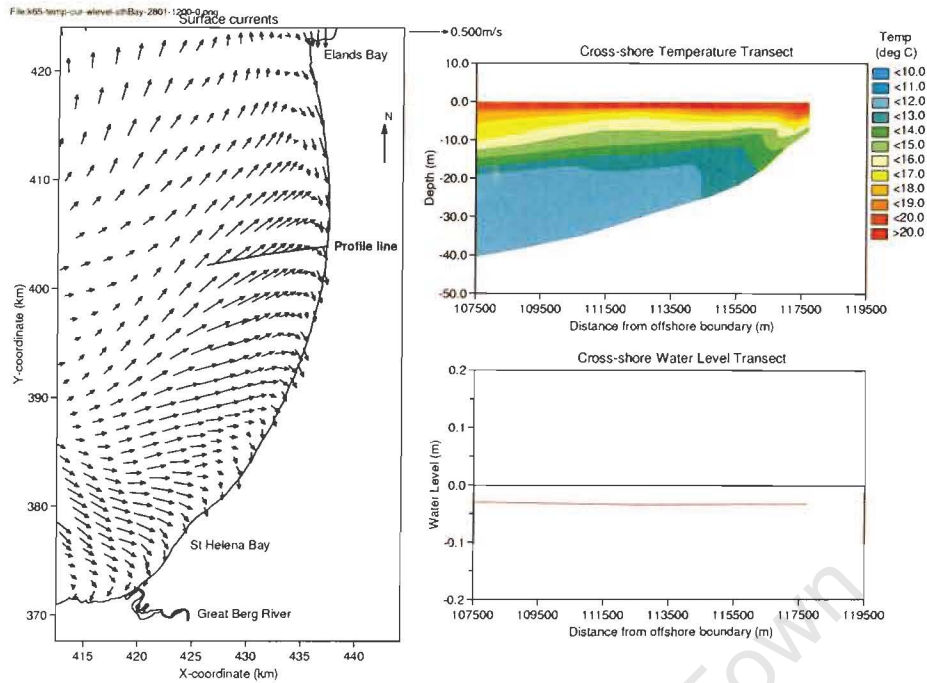 Surface currents
0.500m/s
Elands Bay
N
Profile line
St Helena Bay
Great Berg River
Y-coordinate (km)
420
410
400
390
380
370
415 420 425 430 435 440
X-coordinate (km)
Cross-shore Temperature Transect
Depth (m)
10.0
0.0
-10.0
-20.0
-30.0
-40.0
-50.0
107500 109500 111500 113500 115500 117500 119500
Distance from offshore boundary (m)
Temp
(deg C)
<10.0
<11.0
<12.0
<13.0
<14.0
<15.0
<16.0
<17.0
<18.0
<19.0
<20.0
>20.0
Cross-shore Water Level Transect
Water Level (m)
0.2
0.1
0.0
-0.1
-0.2
107500 109500 111500 113500 115500 117500 119500
Distance from offshore boundary (m)
Town